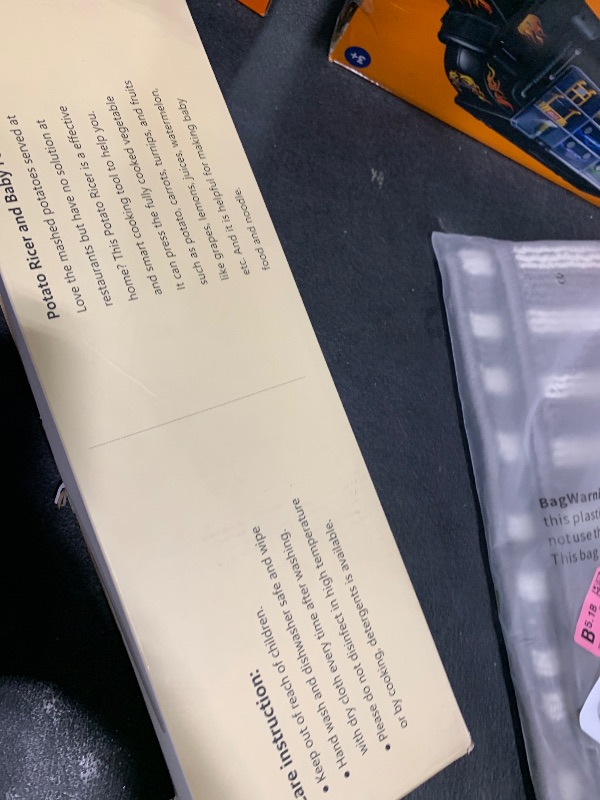 Potato Ricer and Baby
Love the mashed potatoes served at
restaurans but have no solution at
home? This Potato Ricer is a effective
and smart cooking tool to help you.
It can press the fully cooked vegetable
such as potato, carrots, turnips, and fruits
like grapes, lemons, juices, watermelon,
etc. And it is helpful for making baby
food and noodle.
are instruction:
• Keep out of reach of children.
• Hand wash and dishwasher safe and wipe
with dry cloth every time after washing.
• Please do not disinfect in high temperature
or by cooking, detergents is available.
3+
BagWarni
this plasti
not use th
This bag
B 5.18